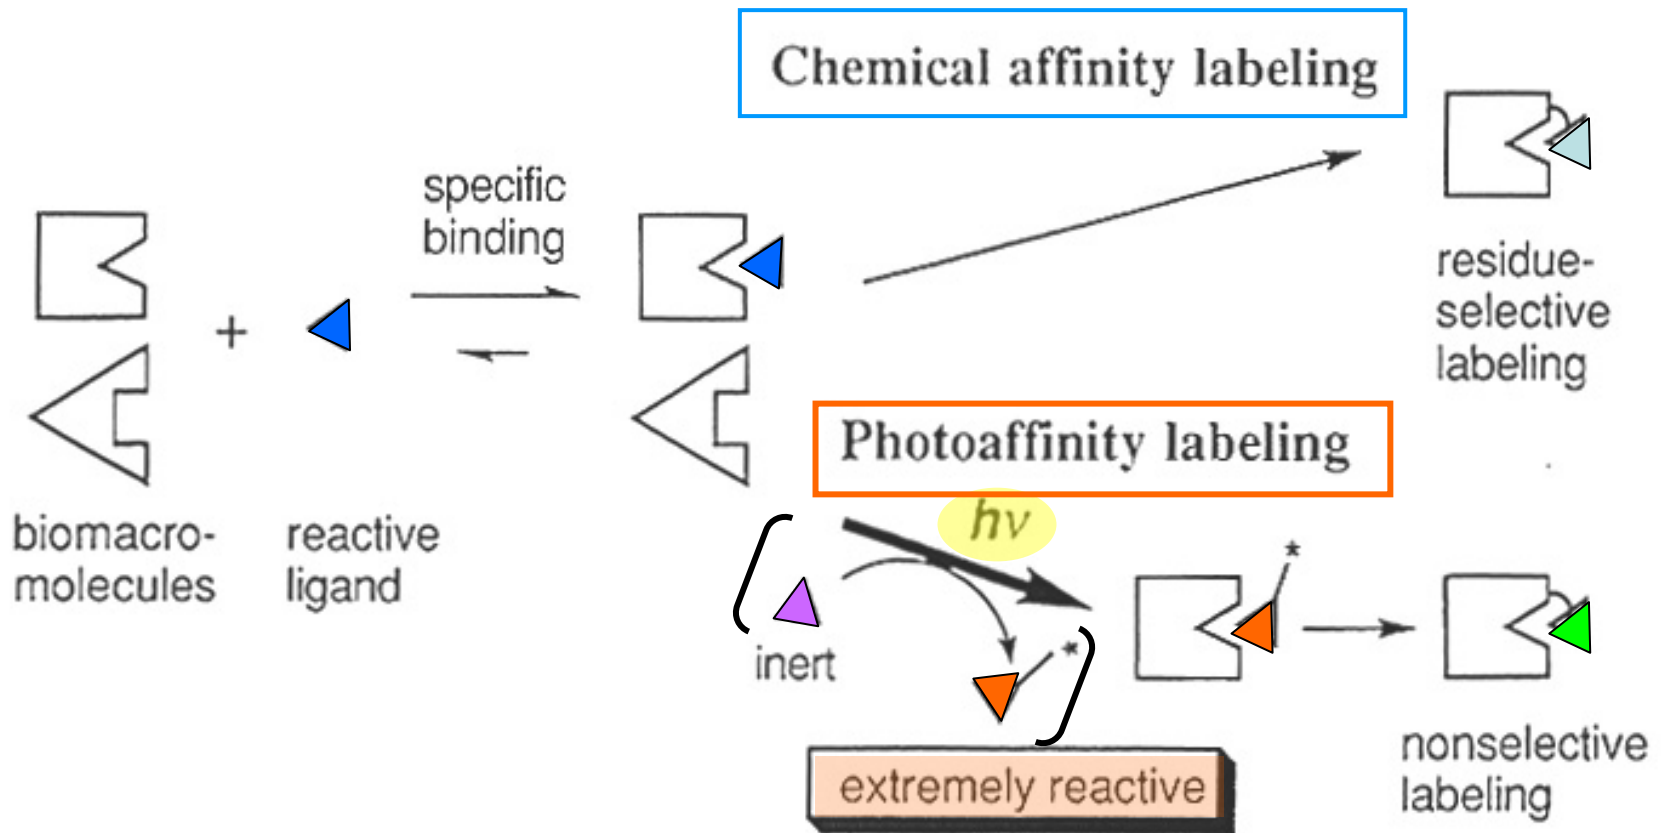 Chemical affinity labeling
specific
binding
+
residue-
selective
labeling
Photoaffinity labeling
hν
biomacro-
molecules
reactive
ligand
*
inert
*
extremely reactive
nonselective
labeling